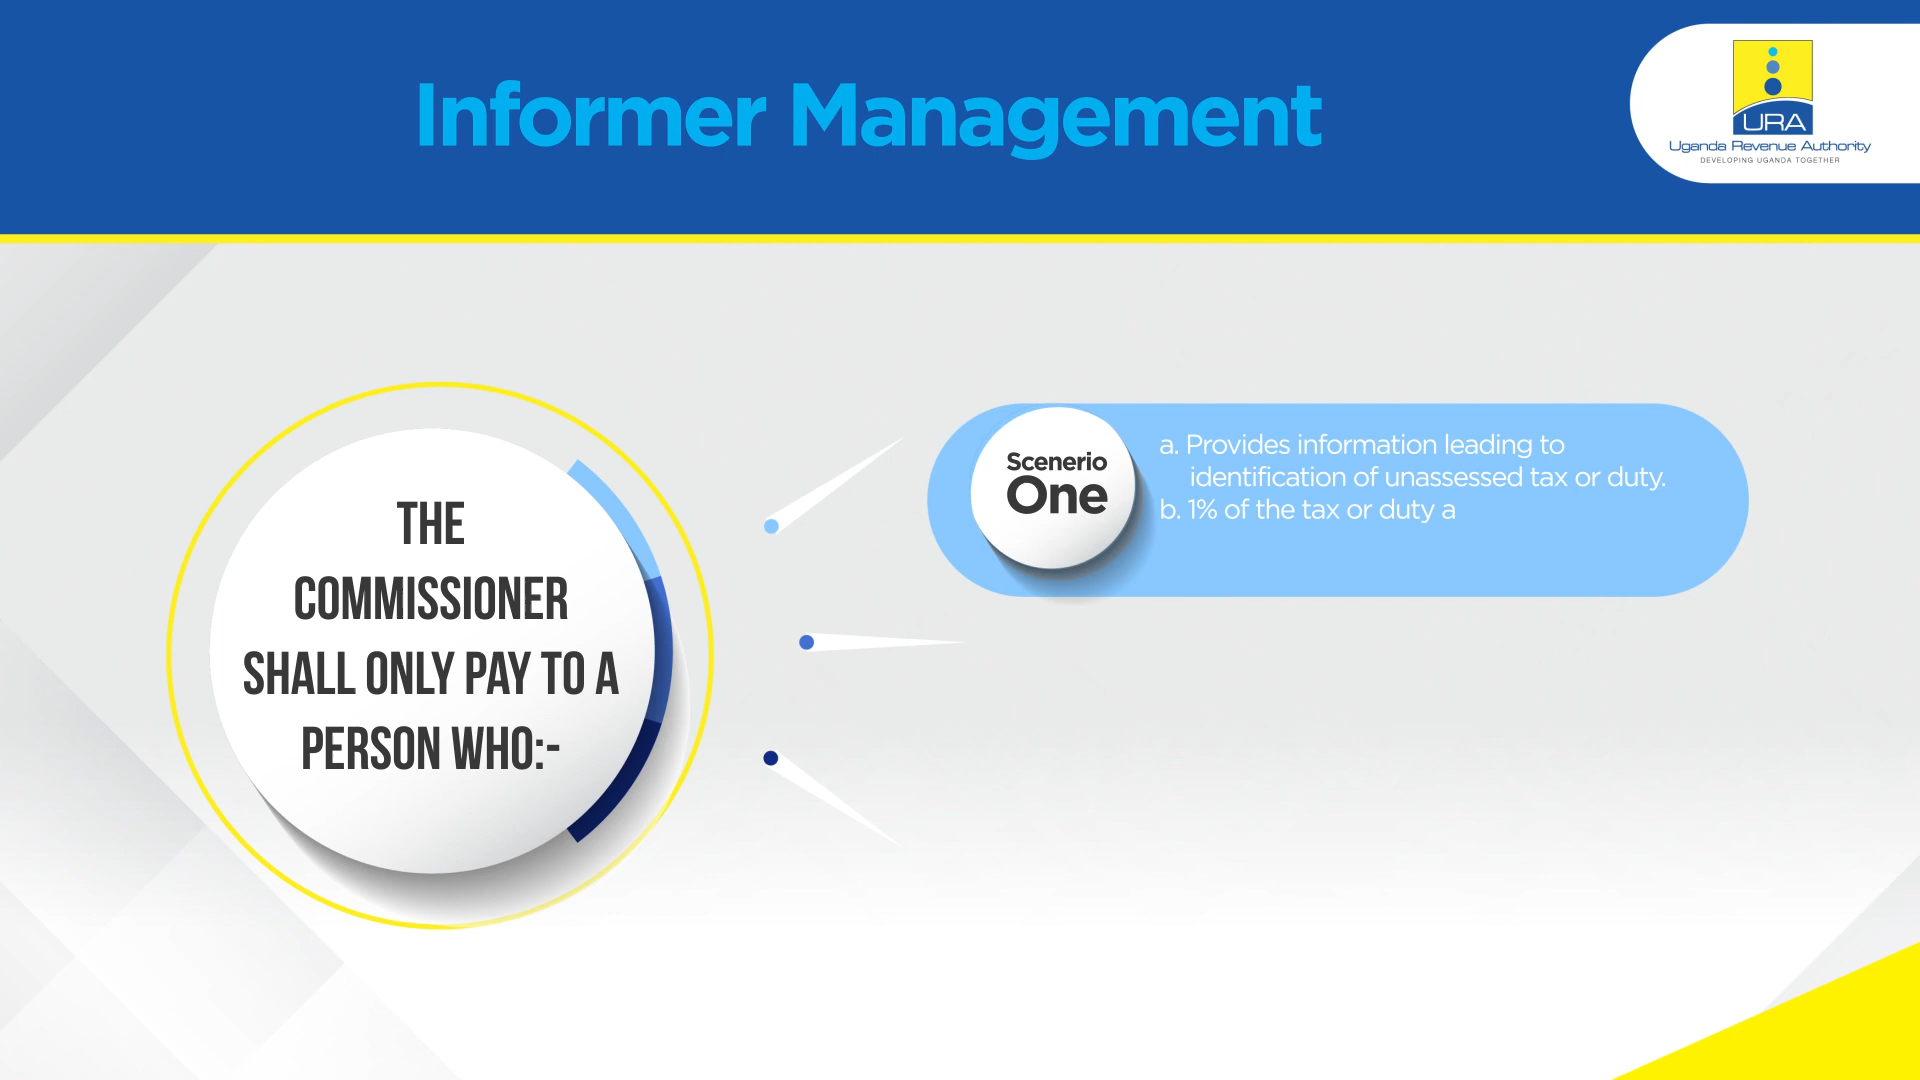 Informer Management
URA
Uganda Revenue Authority
DEVELOPING UGANDA TOGETHER
THE
COMMISSIONER
SHALL ONLY PAY TO A
PERSON WHO:-
Scenerio
One
a. Provides information leading to
identification of unassessed tax or duty.
b. 1% of the tax or duty a